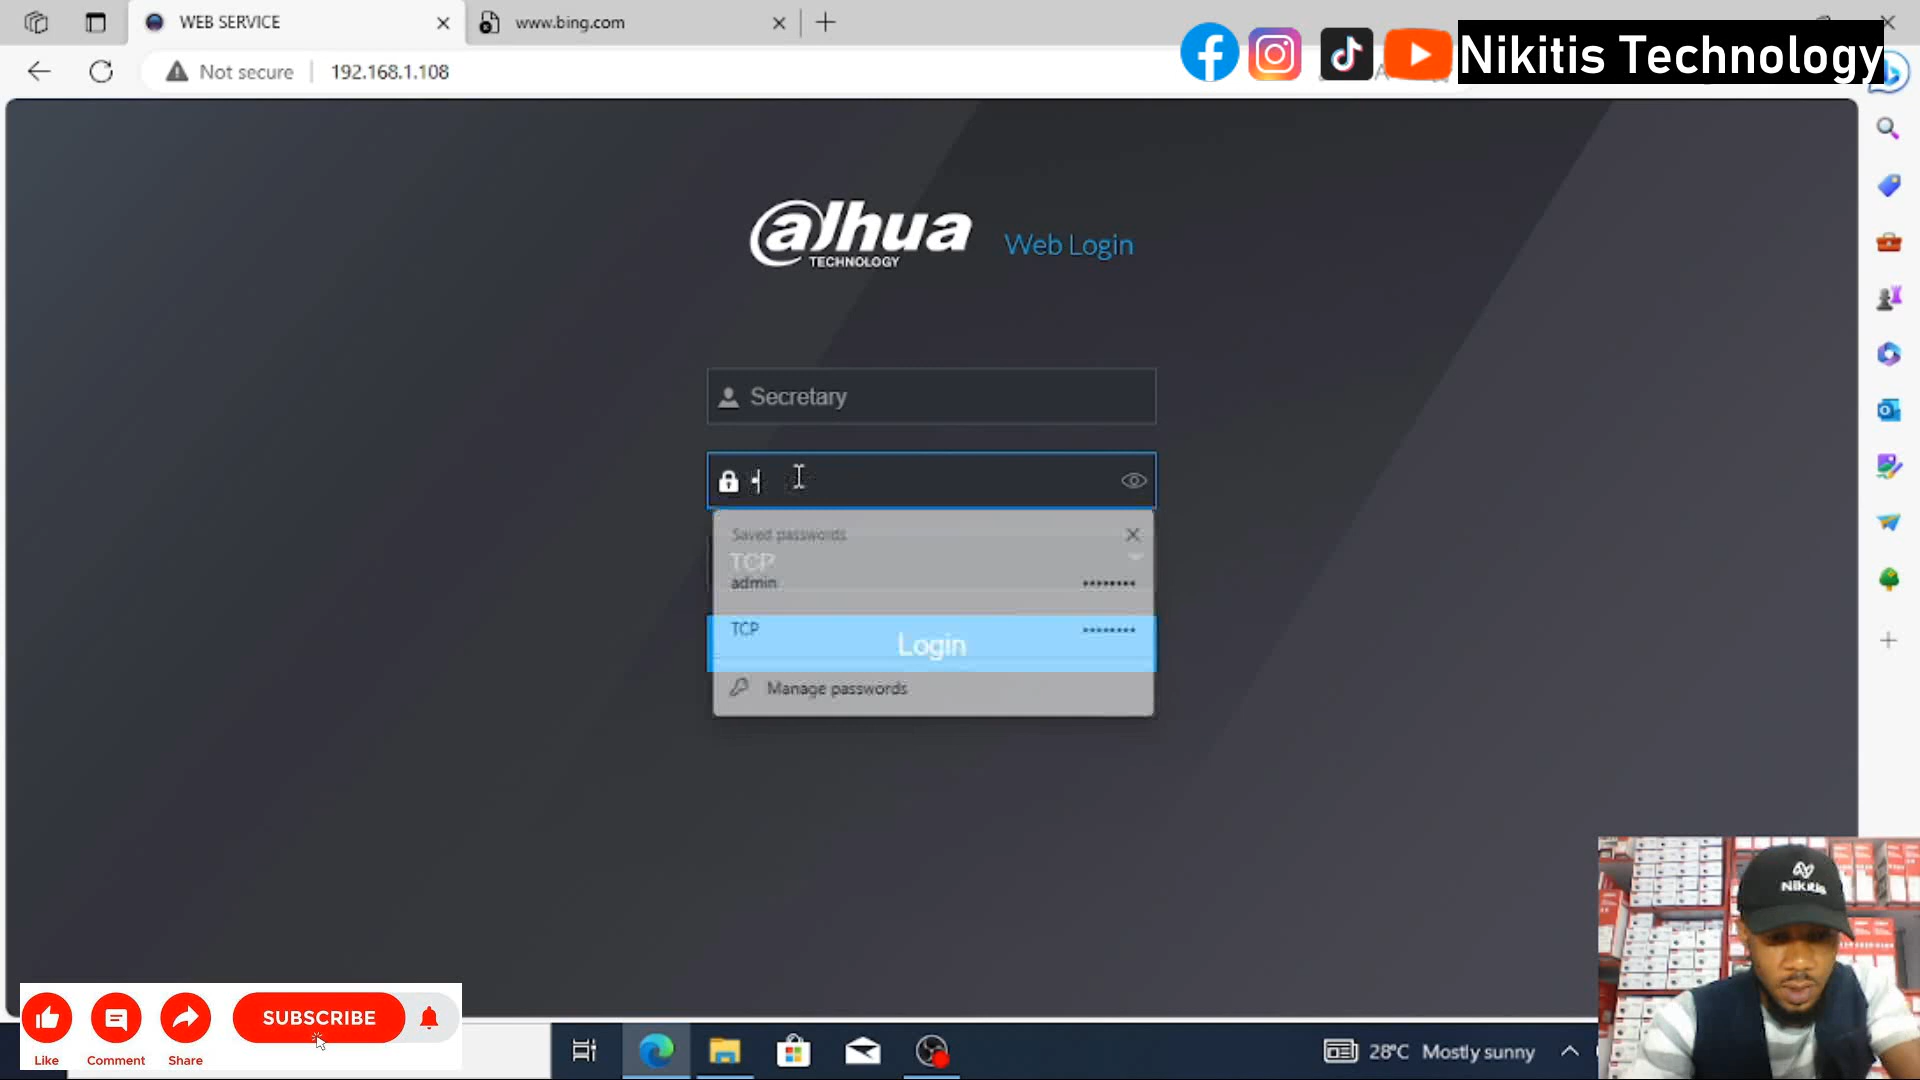 WEB SERVICE
www.bing.com
Not secure
192.168.1.108
Nikitis Technology
alhua
TECHNOLOGY
Web Login
Secretary
Saved passwords
TCP
admin
••••••••
TCP
••••••••
Login
Manage passwords
Nikitis
SUBSCRIBE
Like
Comment
Share
28°C Mostly sunny